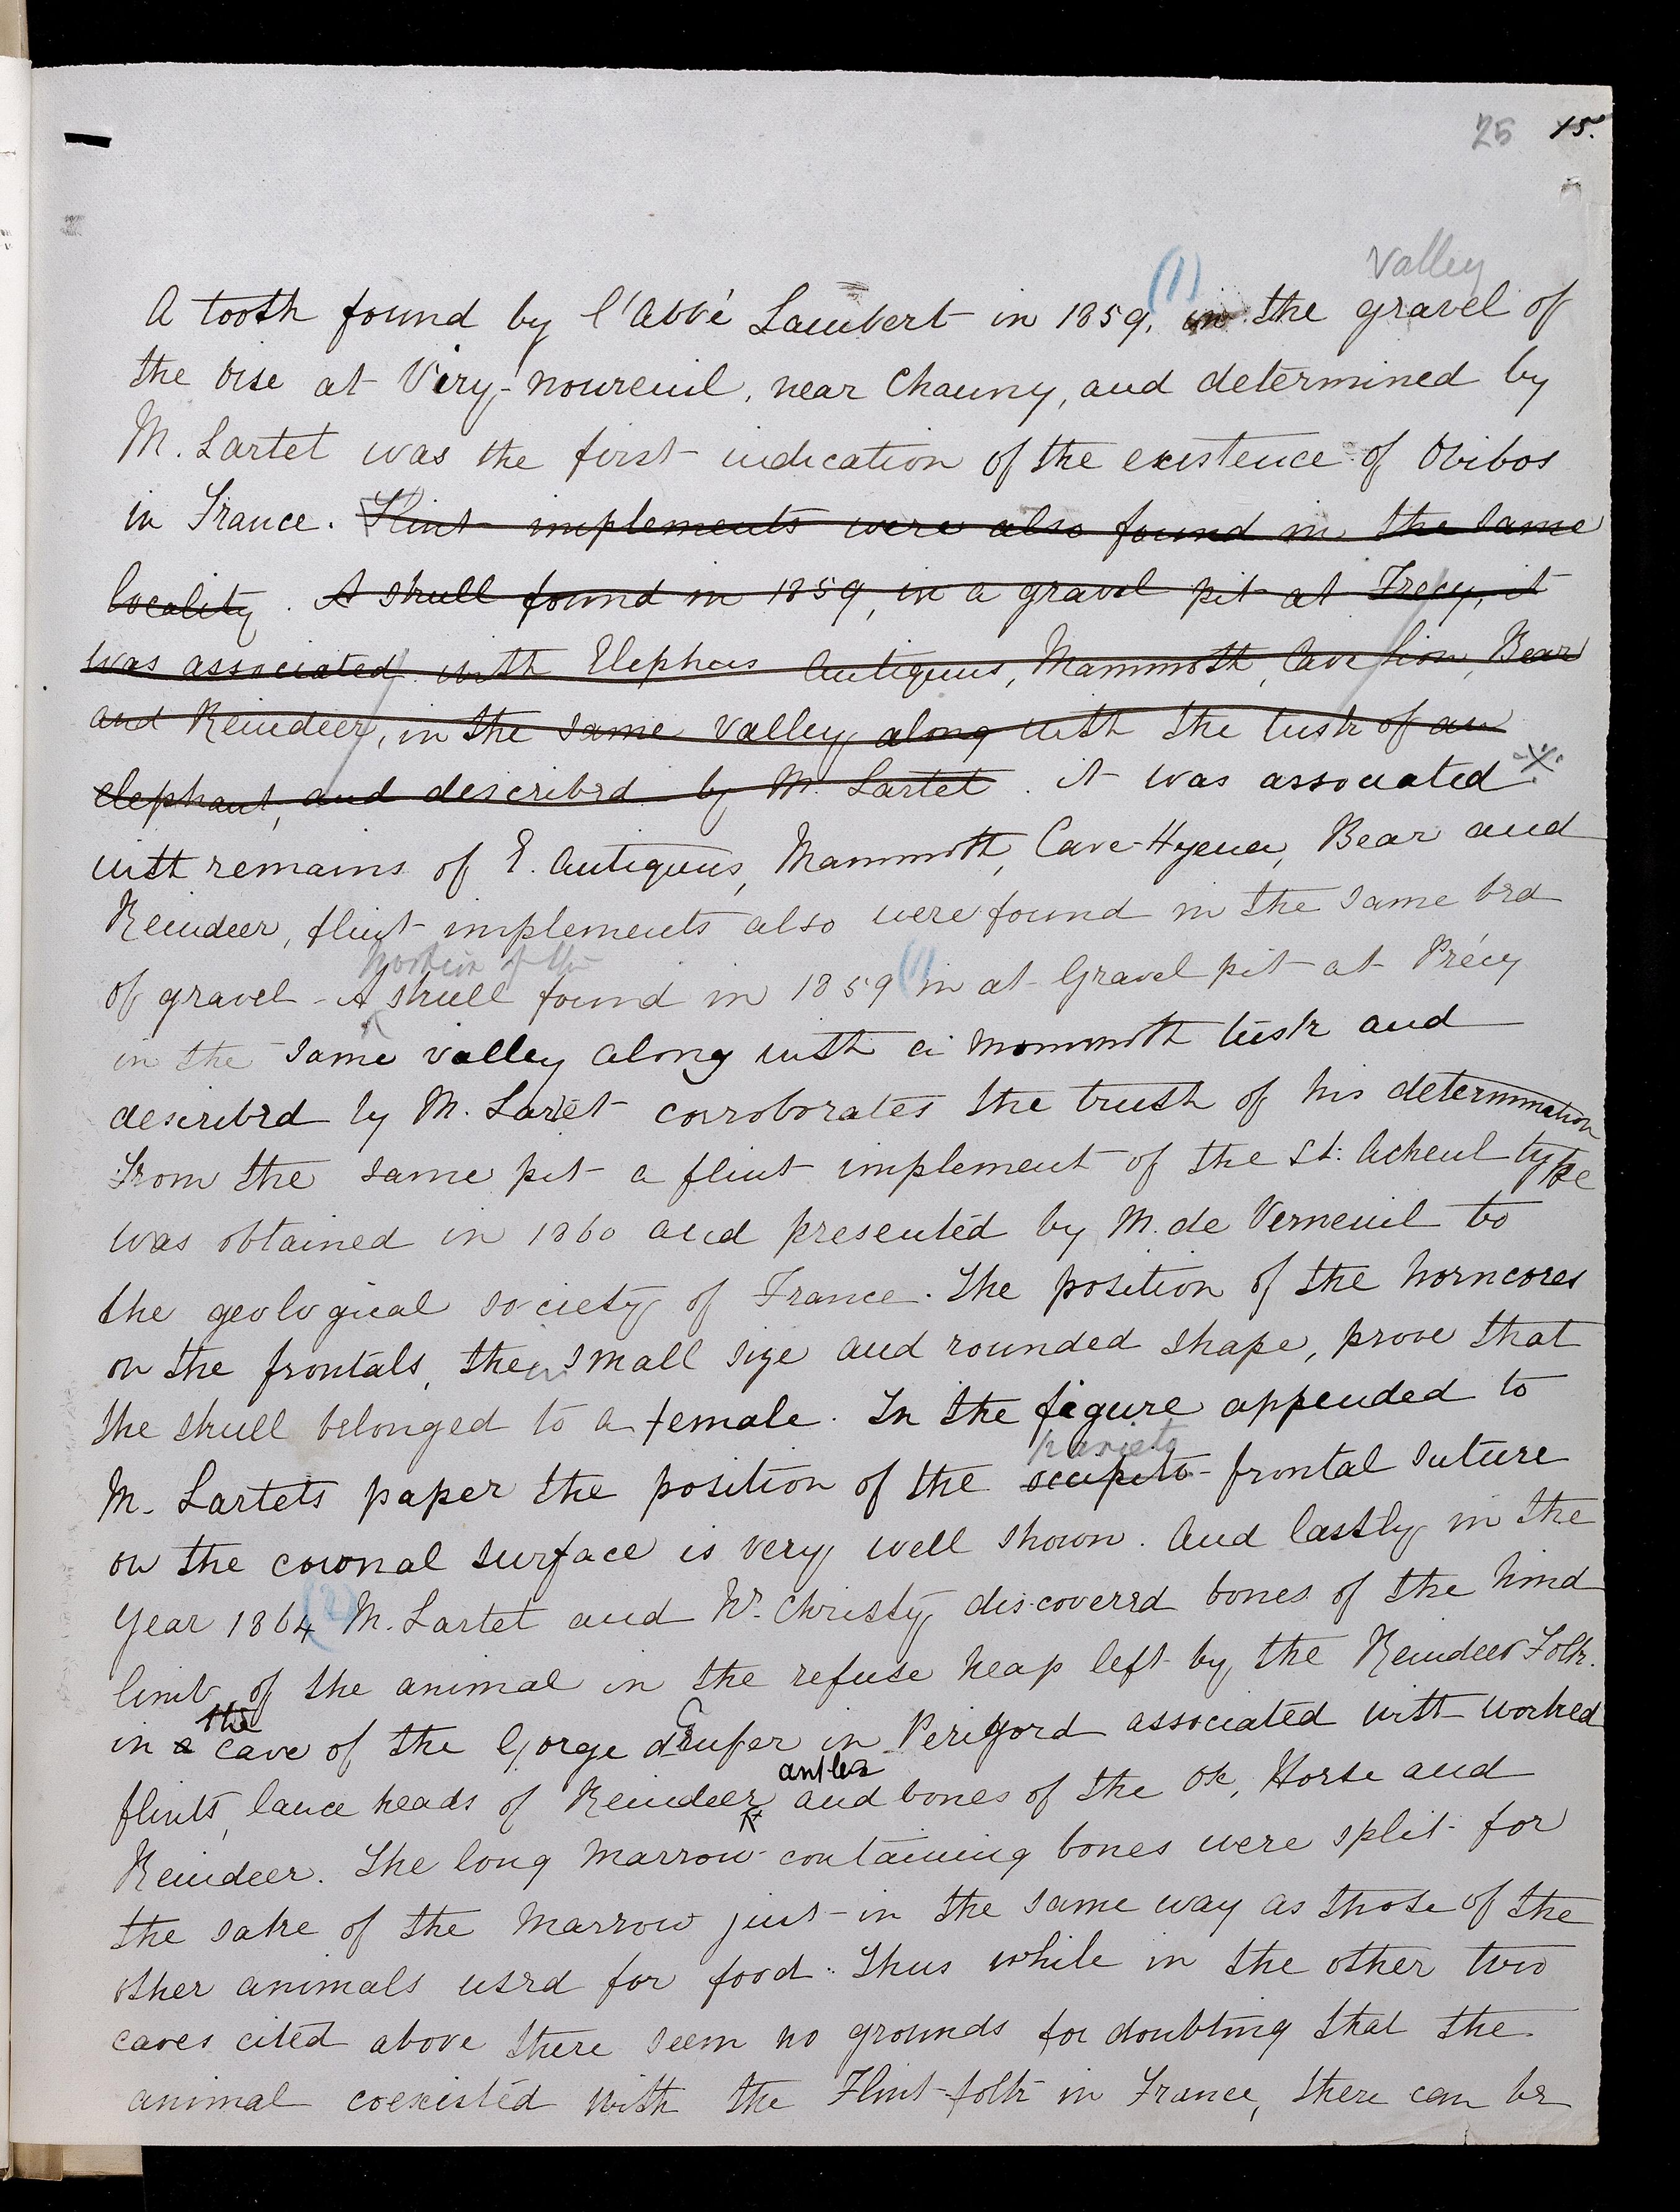 25 15.
valley
A tooth found by l'Abbé Lambert in 1859, (1) in the gravel of
the Oise at Viry-noureuil, near Chauny, and determined by
M. Lartet was the first indication of the existence of Ovibos
in France. Flint implements were also found in the same
locality. A skull found in 1859, in a gravel pit at Precy, it
was associated with Elephas Antiquus, Mammoth, Cave lion, Bear
and Reindeer, in the same valley along with the tusk of an
elephant, and described by M. Lartet. it was associated
with remains of E. Antiquus, Mammoth, Cave-Hyena, Bear and
Reindeer, flint implements also were found in the same bed
portion of the
of gravel - A skull found in 1859 (1) in at Gravel pit at Précy
in the same valley along with a mommoth tusk and
described by M. Lartet corroborates the truth of his determination
From the same pit a flint implement of the St. Acheul type
was obtained in 1860 and presented by M. de Verneuil to
the geological society of France. The position of the horncores
on the frontals, their small size and rounded shape, prove that
the skull belonged to a female. In the figure appended to
parieto
M. Lartets paper the position of the occipito-frontal suture
on the coronal surface is very well shown. And lastly in the
Year 1864 (2) M. Lartet and Mr. Christy discovered bones of the hind
limb of the animal in the refuse heap left by the Reindeer Folk.
the
in a cave of the Gorge d'Enfer in Perigord associated with worked
antler
flints, lance heads of Reindeer and bones of the Ox, Horse and
Reindeer. The long marrow-containing bones were split for
the sake of the marrow just in the same way as those of the
other animals used for food. Thus while in the other two
caves cited above there seem no grounds for doubting that the
animal coexisted with the Flint-folk in France, there can be